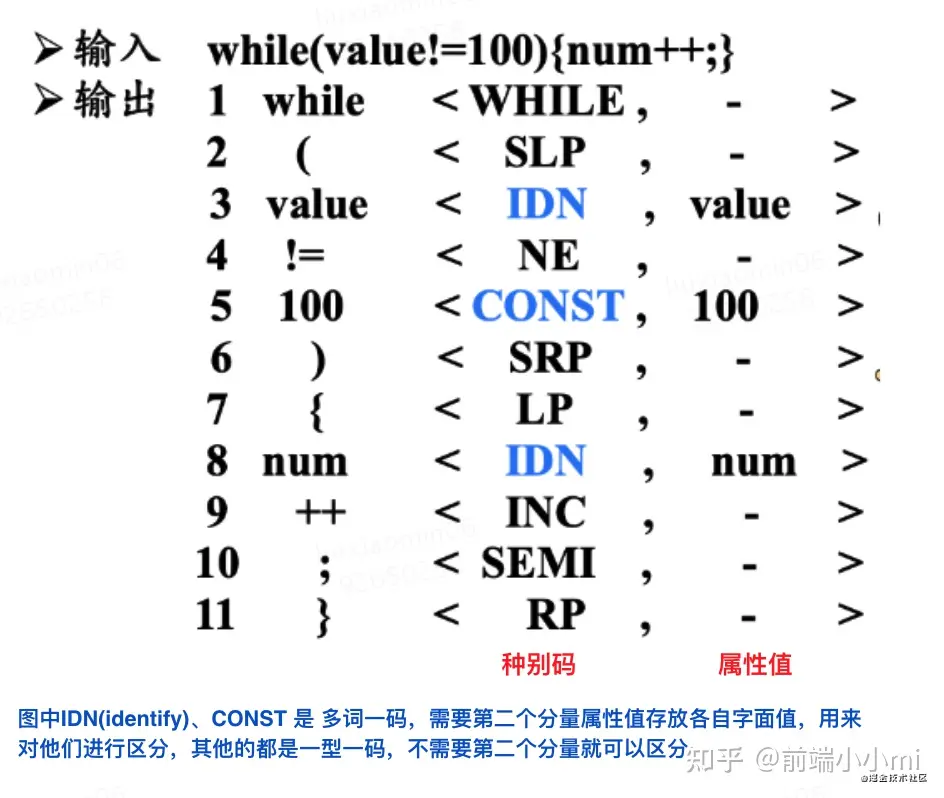 ➢ 输入 while(value!=100){num++;}
➢ 输出 1 while < WHILE , - >
2 ( < SLP , - >
3 value < IDN , value >
4 != < NE , - >
5 100 < CONST , 100 >
6 ) < SRP , - >
7 { < LP , - >
8 num < IDN , num >
9 ++ < INC , - >
10 ; < SEMI , - >
11 } < RP , - >
种别码 属性值
图中IDN(identify)、CONST 是 多词一码，需要第二个分量属性值存放各自字面值，用来
对他们进行区分，其他的都是一型一码，不需要第二个分量就可以区分
知乎 @前端小小mi
@掘金技术社区